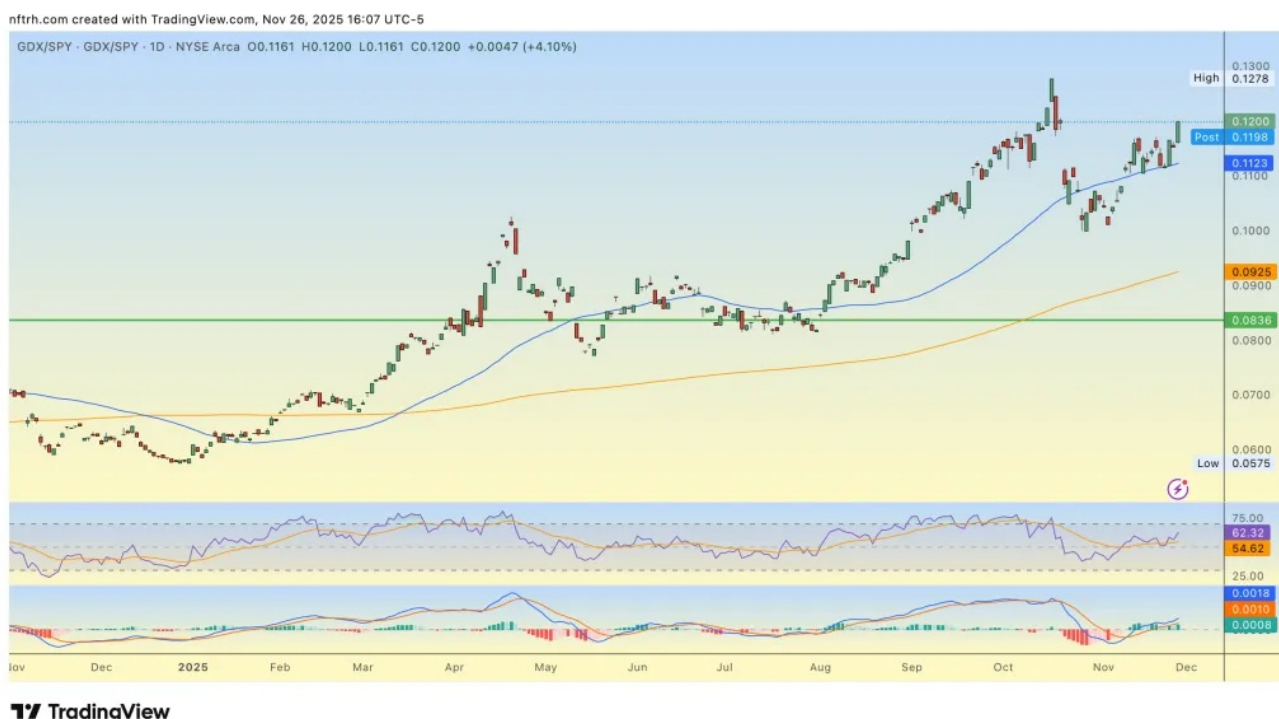 nftrh.com created with TradingView.com, Nov 26, 2025 16:07 UTC-5
GDX/SPY · GDX/SPY · 1D · NYSE Arca O0.1161 H0.1200 L0.1161 C0.1200 +0.0047 (+4.10%)
0.1300
High 0.1278
0.1200
Post 0.1198
0.1123
0.1100
0.1000
0.0925
0.0900
0.0836
0.0800
0.0700
0.0600
Low 0.0575
75.00
62.32
54.62
25.00
0.0018
0.0010
0.0008
Dec 2025 Feb Mar Apr May Jun Jul Aug Sep Oct Nov Dec
TradingView